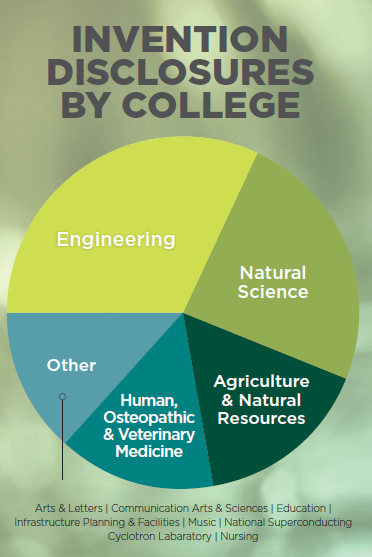 INVENTION
DISCLOSURES
BY COLLEGE
Engineering
Natural
Science
Other
Agriculture
& Natural
Resources
Human,
Osteopathic
& Veterinary
Medicine
Arts & Letters | Communication Arts & Sciences | Education |
Infrastructure Planning & Facilities | Music | National Superconducting
Cyclotron Labaratory | Nursing